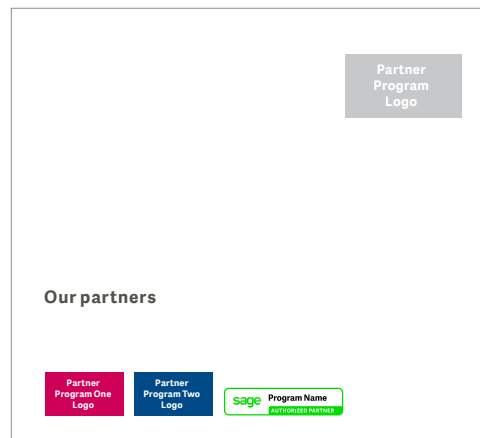 Partner
Program
Logo
Our partners
Partner
Program One
Logo
Partner
Program Two
Logo
sage Program Name
AUTHORIZED PARTNER